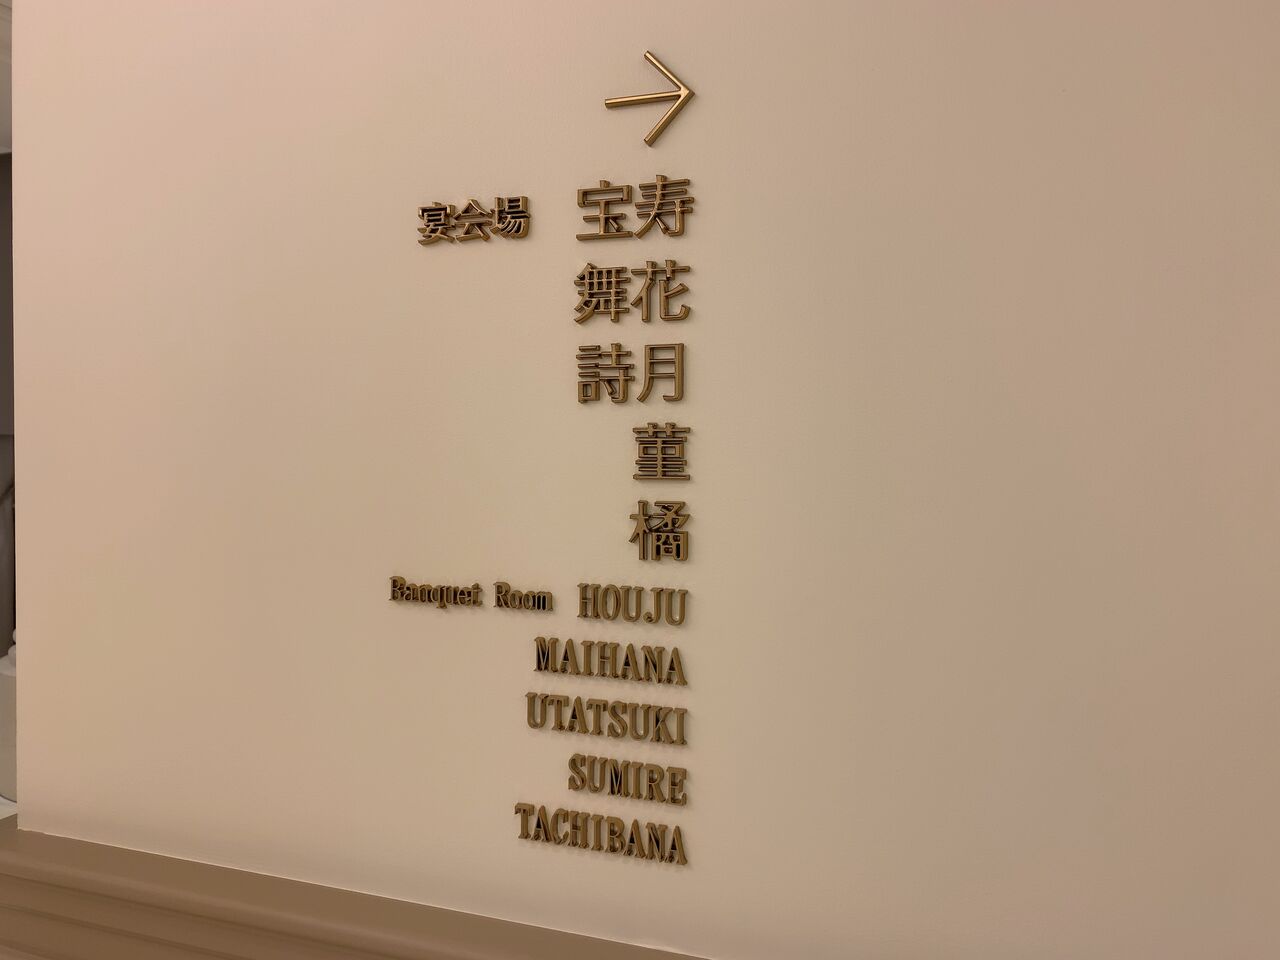 →
宴会場 宝寿
舞花
詩月
菫
橘
Banquet Room HOUJU
MAIHANA
UTATSUKI
SUMIRE
TACHIBANA